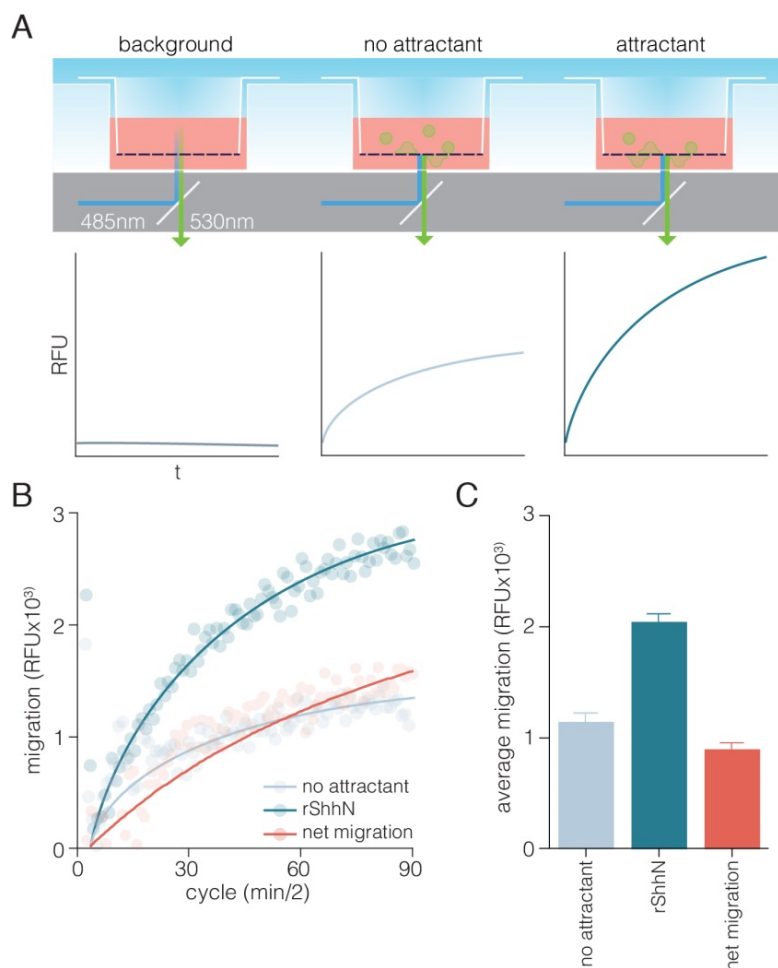 A
background
no attractant
attractant
485nm
530nm
RFU
t
B
3
2
1
0
migration (RFUx10³)
no attractant
rShhN
net migration
0
30
60
90
cycle (min/2)
C
3
2
1
0
average migration (RFUx10³)
no attractant
rShhN
net migration